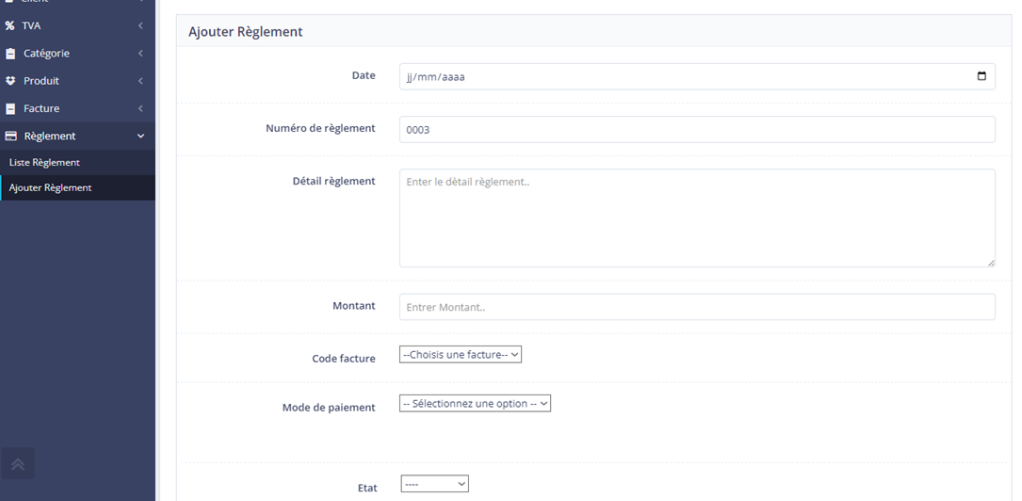 Client
TVA
Catégorie
Produit
Facture
Règlement
Liste Règlement
Ajouter Règlement
Ajouter Règlement
Date
jj/mm/aaaa
Numéro de règlement
0003
Détail règlement
Enter le dètail règlement..
Montant
Entrer Montant..
Code facture
--Choisis une facture--
Mode de paiement
-- Sélectionnez une option --
Etat
----